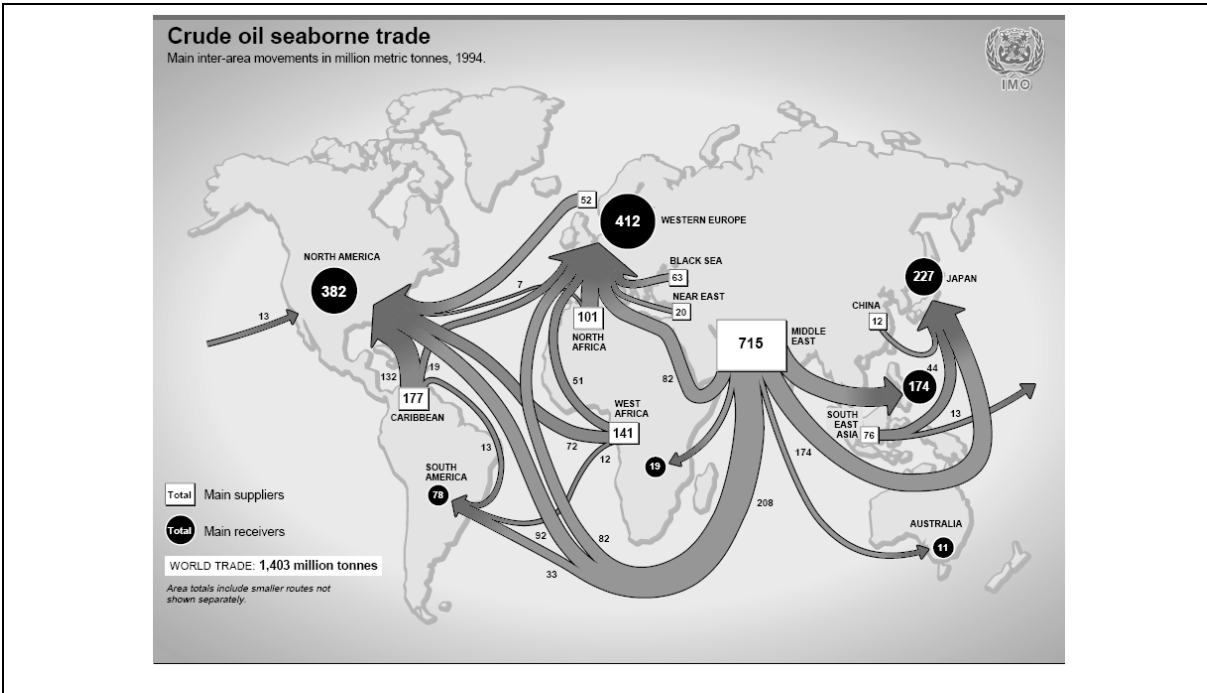 Crude oil seaborne trade
Main inter-area movements in million metric tonnes, 1994.
IMO
52
412
WESTERN EUROPE
NORTH AMERICA
382
13
7
BLACK SEA
63
NEAR EAST
20
101
NORTH
AFRICA
715
MIDDLE
EAST
227
JAPAN
CHINA
12
132
19
177
CARIBBEAN
51
82
44
174
WEST
AFRICA
141
SOUTH
EAST
ASIA
76
13
13
72
12
19
174
SOUTH
AMERICA
78
208
92
82
33
AUSTRALIA
11
Total Main suppliers
Total Main receivers
WORLD TRADE: 1,403 million tonnes
Area totals include smaller routes not
shown separately.